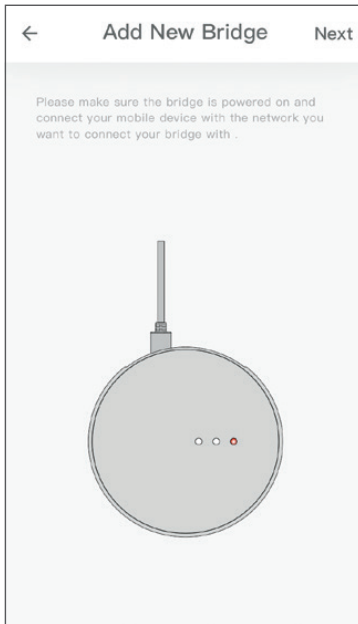 ← Add New Bridge Next
Please make sure the bridge is powered on and
connect your mobile device with the network you
want to connect your bridge with .